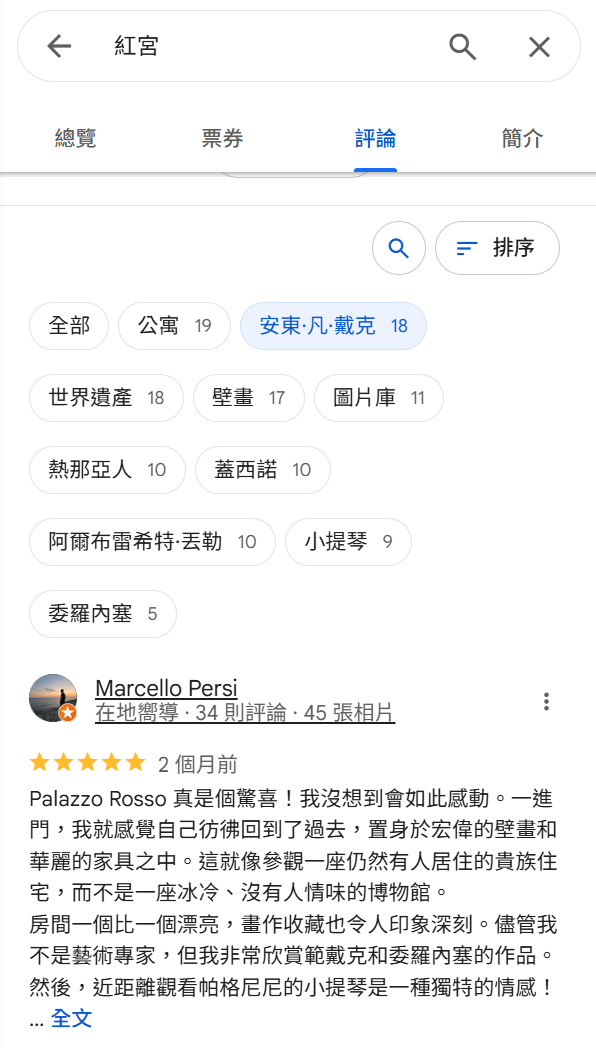 紅宮
總覽 票券 評論 簡介
排序
全部 公寓 19 安東·凡·戴克 18
世界遺產 18 壁畫 17 圖片庫 11
熱那亞人 10 蓋西諾 10
阿爾布雷希特·丟勒 10 小提琴 9
委羅內塞 5
Marcello Persi
在地嚮導 · 34 則評論 · 45 張相片
2 個月前
Palazzo Rosso 真是個驚喜！我沒想到會如此感動。一進
門，我就感覺自己彷彿回到了過去，置身於宏偉的壁畫和
華麗的家具之中。這就像參觀一座仍然有人居住的貴族住
宅，而不是一座冰冷、沒有人情味的博物館。
房間一個比一個漂亮，畫作收藏也令人印象深刻。儘管我
不是藝術專家，但我非常欣賞範戴克和委羅內塞的作品。
然後，近距離觀看帕格尼尼的小提琴是一種獨特的情感！
... 全文